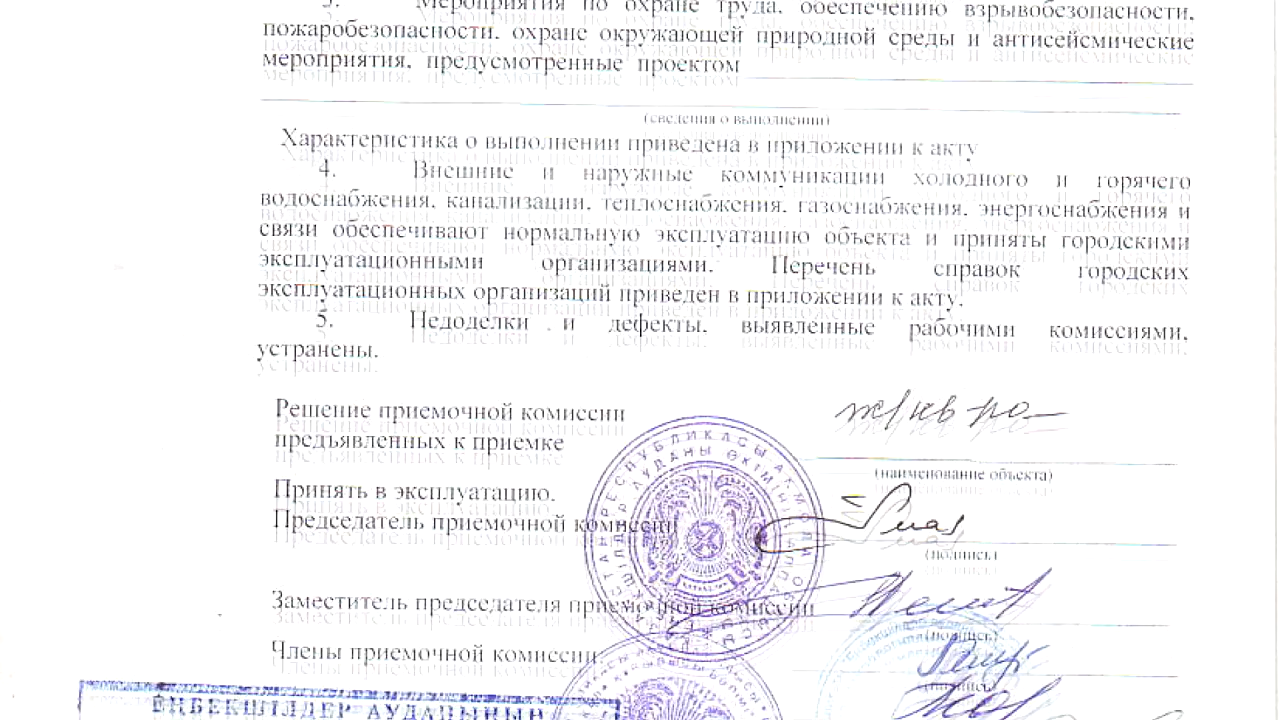 3. Мероприятия по охране труда, обеспечению взрывобезопасности,
пожаробезопасности, охране окружающей природной среды и антисейсмические
мероприятия, предусмотренные проектом
(сведения о выполнении)
Характеристика о выполнении приведена в приложении к акту
4. Внешние и наружные коммуникации холодного и горячего
водоснабжения, канализации, теплоснабжения, газоснабжения, энергоснабжения и
связи обеспечивают нормальную эксплуатацию объекта и приняты городскими
эксплуатационными организациями. Перечень справок городских
эксплуатационных организаций приведен в приложении к акту.
5. Недоделки и дефекты, выявленные рабочими комиссиями,
устранены.
Решение приемочной комиссии
предъявленных к приемке
(наименование объекта)
Принять в эксплуатацию.
Председатель приемочной комиссии
(подпись)
Заместитель председателя приемочной комиссии
(подпись)
Члены приемочной комиссии
(подпись)
ЕҢБЕКШІЛДЕР АУДАНЫНЫҢ